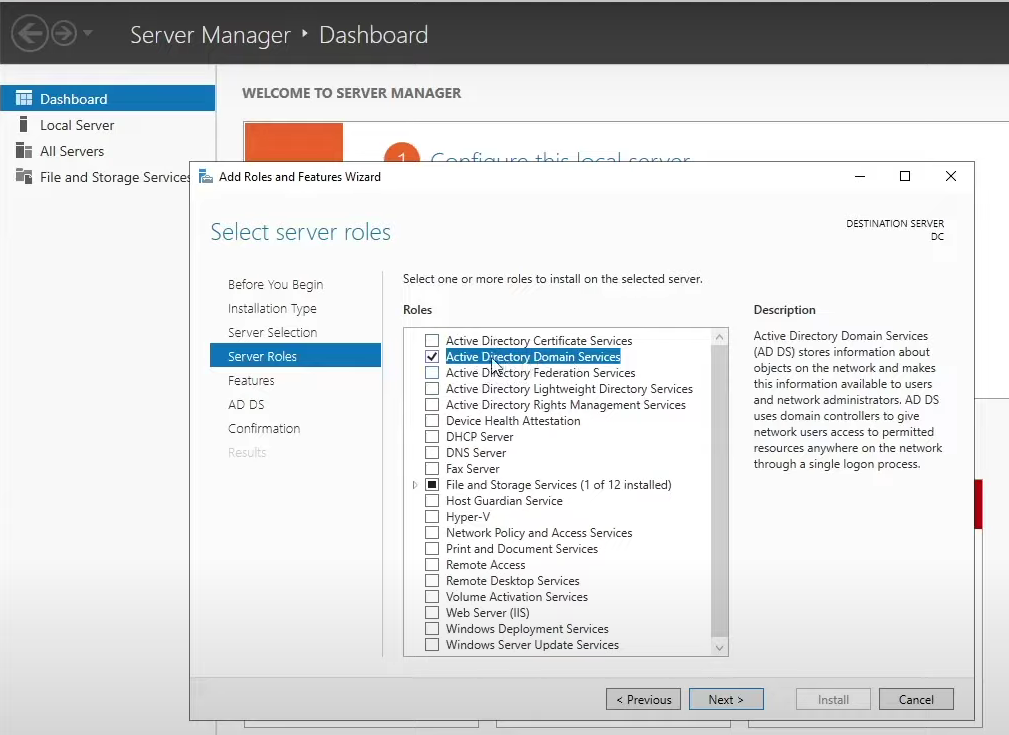 Server Manager ‣ Dashboard
Dashboard
Local Server
All Servers
File and Storage Services
WELCOME TO SERVER MANAGER
1 Configure this local server
Add Roles and Features Wizard
Select server roles
DESTINATION SERVER
DC
Before You Begin
Installation Type
Server Selection
Server Roles
Features
AD DS
Confirmation
Results
Select one or more roles to install on the selected server.
Roles
Active Directory Certificate Services
Active Directory Domain Services
Active Directory Federation Services
Active Directory Lightweight Directory Services
Active Directory Rights Management Services
Device Health Attestation
DHCP Server
DNS Server
Fax Server
File and Storage Services (1 of 12 installed)
Host Guardian Service
Hyper-V
Network Policy and Access Services
Print and Document Services
Remote Access
Remote Desktop Services
Volume Activation Services
Web Server (IIS)
Windows Deployment Services
Windows Server Update Services
Description
Active Directory Domain Services
(AD DS) stores information about
objects on the network and makes
this information available to users
and network administrators. AD DS
uses domain controllers to give
network users access to permitted
resources anywhere on the network
through a single logon process.
< Previous
Next >
Install
Cancel